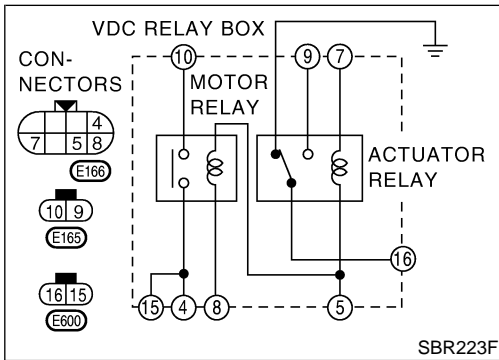 VDC RELAY BOX
CON-
NECTORS
10 9 7
MOTOR
RELAY
4
7 5 8
E166
ACTUATOR
RELAY
10 9
E165
16
16 15
E600
15 4 8 5
SBR223F